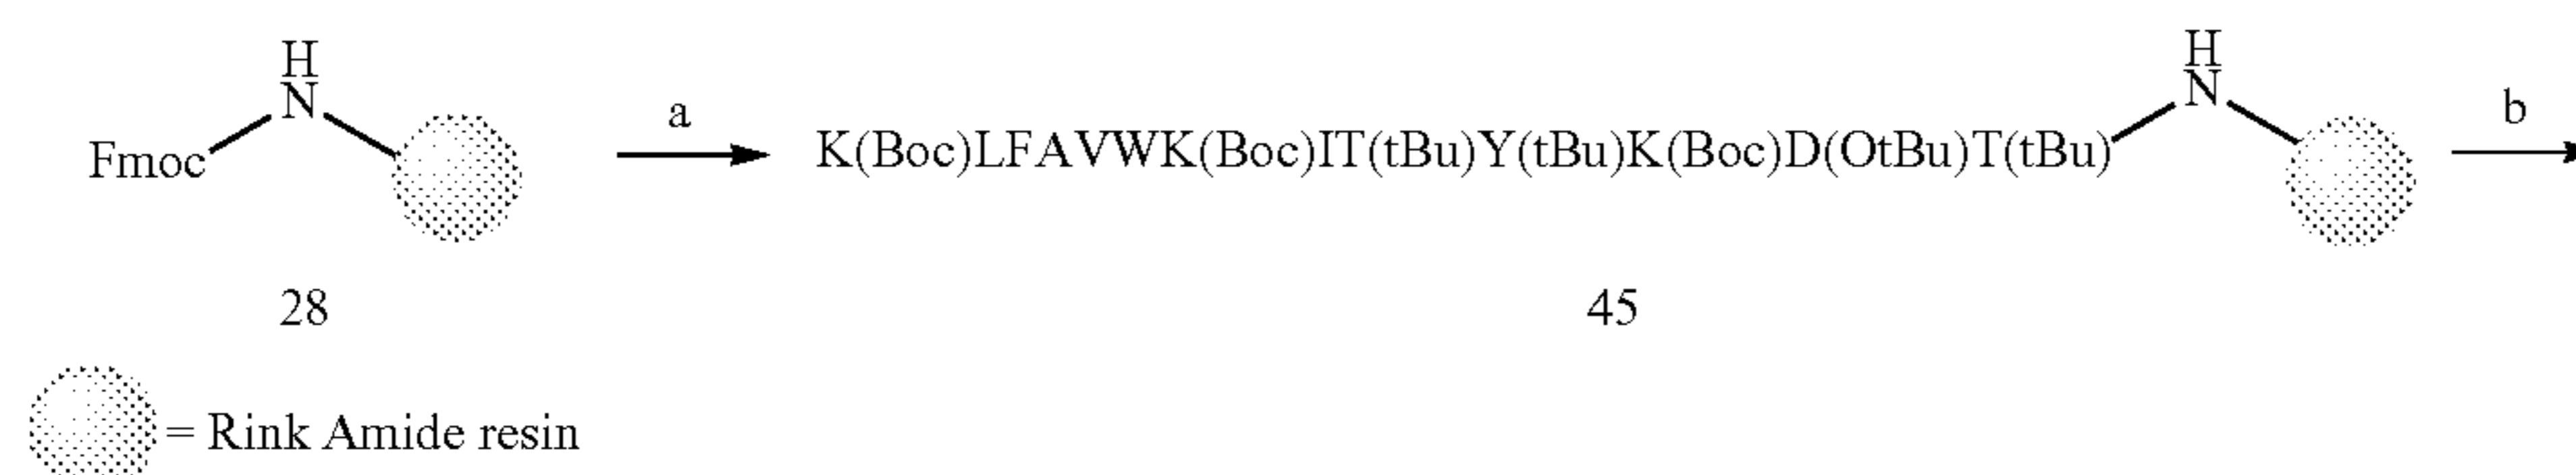 H
N
Fmoc
a
K(Boc)LFAVWK(Boc)IT(tBu)Y(tBu)K(Boc)D(OtBu)T(tBu)
H
N
b
28
45
= Rink Amide resin